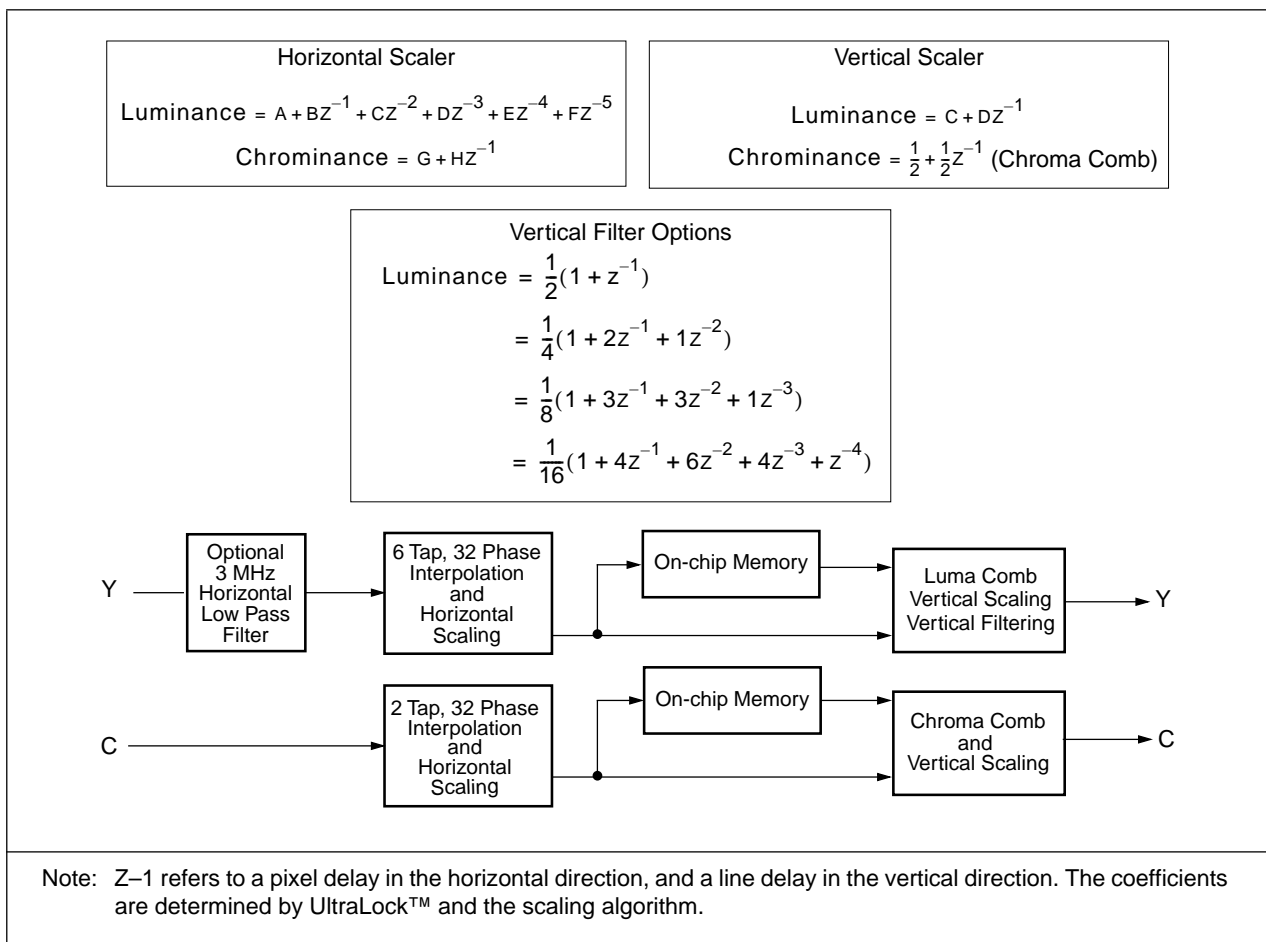 Horizontal Scaler
Luminance = A + BZ⁻¹ + CZ⁻² + DZ⁻³ + EZ⁻⁴ + FZ⁻⁵
Chrominance = G + HZ⁻¹
Vertical Scaler
Luminance = C + DZ⁻¹
Chrominance = 1/2 + 1/2 Z⁻¹ (Chroma Comb)
Vertical Filter Options
Luminance = 1/2 (1 + z⁻¹)
= 1/4 (1 + 2Z⁻¹ + 1Z⁻²)
= 1/8 (1 + 3Z⁻¹ + 3Z⁻² + 1Z⁻³)
= 1/16 (1 + 4Z⁻¹ + 6Z⁻² + 4Z⁻³ + Z⁻⁴)
Y
Optional
3 MHz
Horizontal
Low Pass
Filter
6 Tap, 32 Phase
Interpolation
and
Horizontal
Scaling
On-chip Memory
Luma Comb
Vertical Scaling
Vertical Filtering
Y
C
2 Tap, 32 Phase
Interpolation
and
Horizontal
Scaling
On-chip Memory
Chroma Comb
and
Vertical Scaling
C
Note: Z–1 refers to a pixel delay in the horizontal direction, and a line delay in the vertical direction. The coefficients
are determined by UltraLock™ and the scaling algorithm.